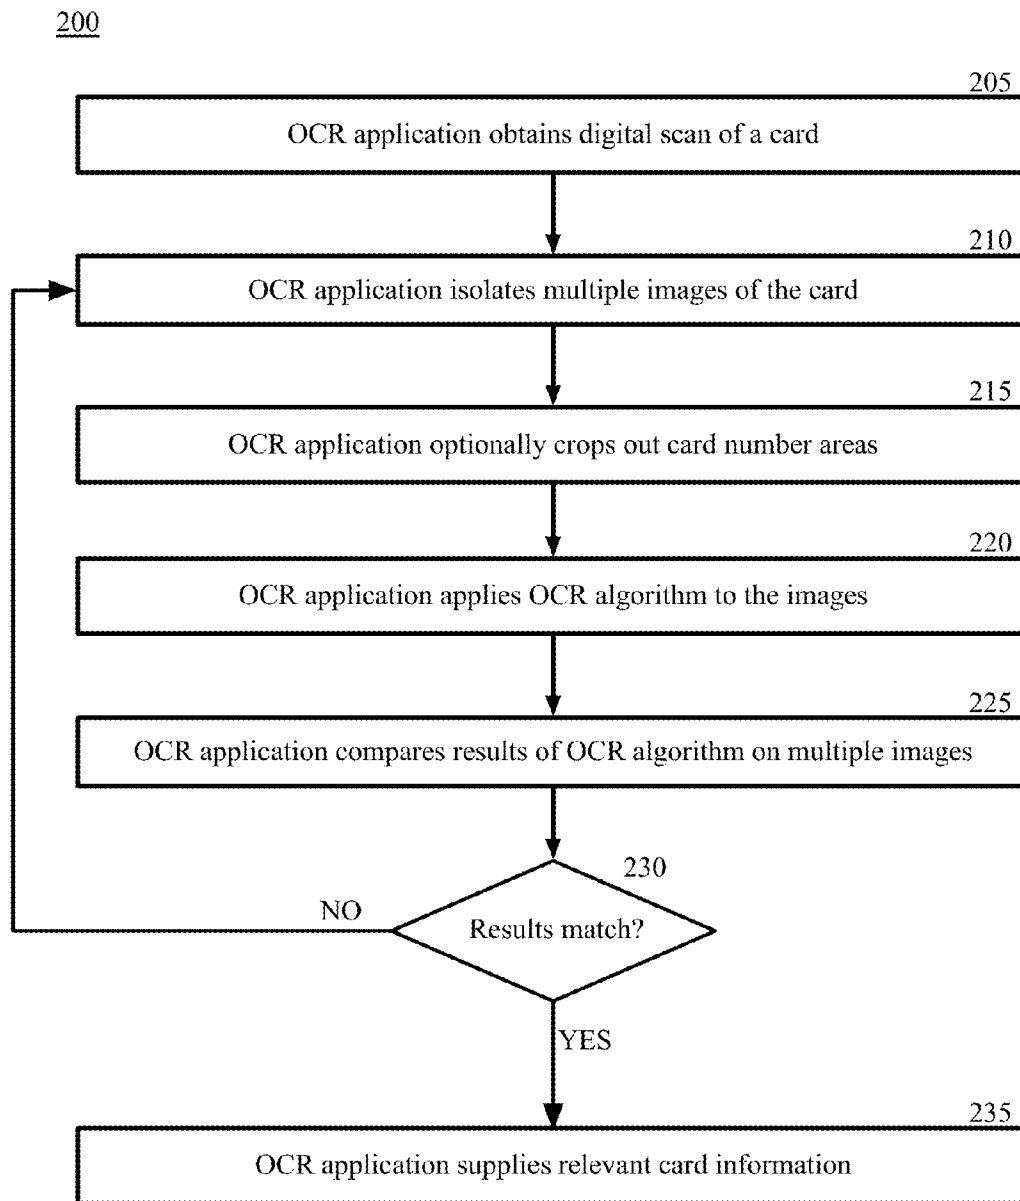 200
205
OCR application obtains digital scan of a card
210
OCR application isolates multiple images of the card
215
OCR application optionally crops out card number areas
220
OCR application applies OCR algorithm to the images
225
OCR application compares results of OCR algorithm on multiple images
230
NO
Results match?
YES
235
OCR application supplies relevant card information